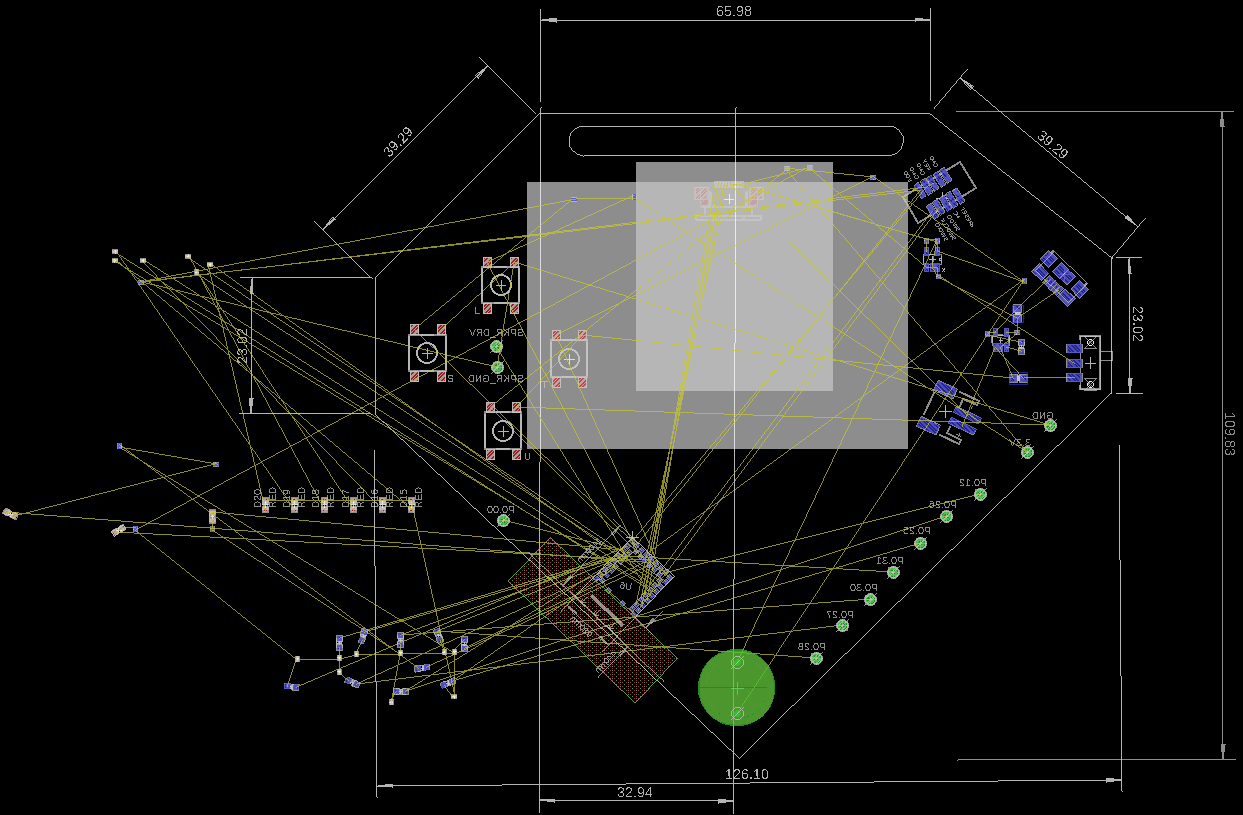 65.98
39.29
39.29
23.02
23.02
109.83
SPKR_DRV
SPKR_GND
J
S
T
U
GND
3.3V
D20
RED
D19
RED
D18
RED
D17
RED
D16
RED
D15
RED
P0.00
P0.12
P0.26
P0.25
P0.31
P0.30
P0.27
P0.28
U6
126.10
32.94